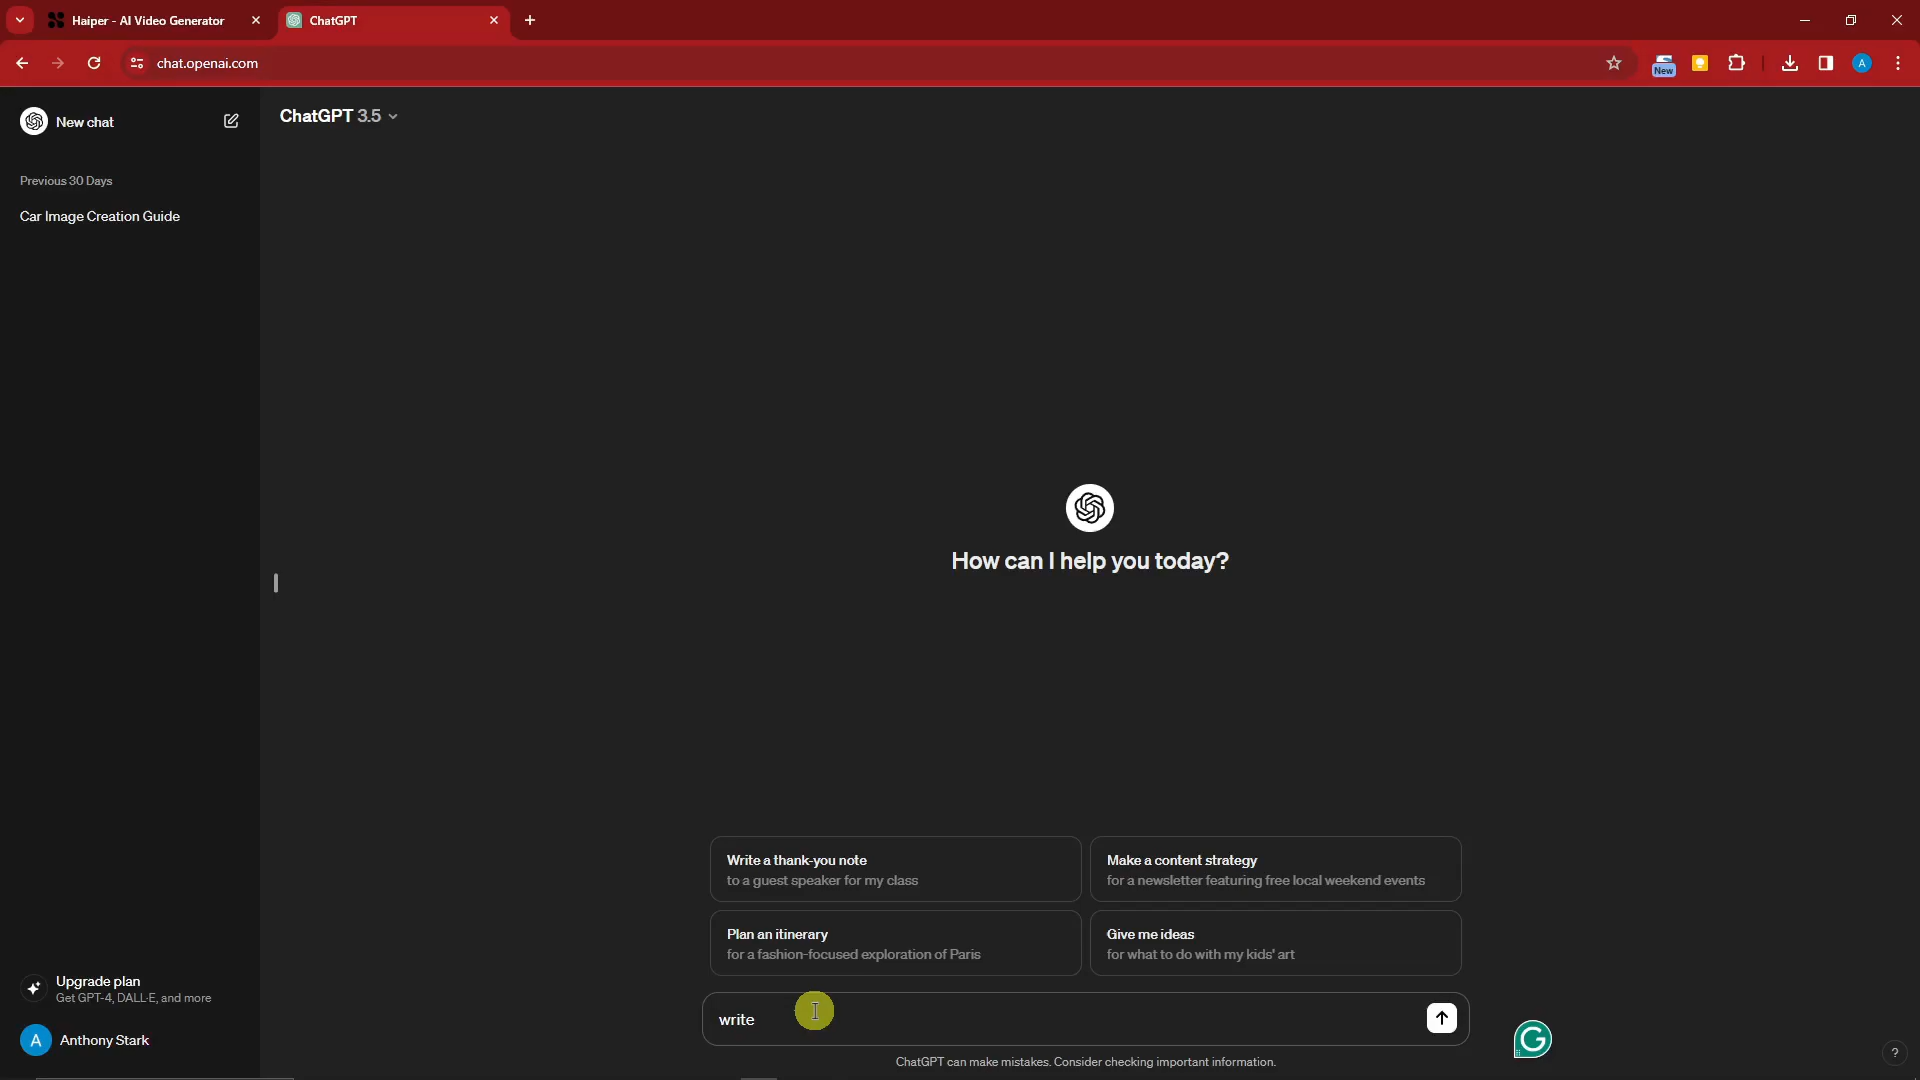 Haiper - AI Video Generator
ChatGPT
chat.openai.com
New
A
New chat
ChatGPT 3.5
Previous 30 Days
Car Image Creation Guide
How can I help you today?
Write a thank-you note
to a guest speaker for my class
Make a content strategy
for a newsletter featuring free local weekend events
Plan an itinerary
for a fashion-focused exploration of Paris
Give me ideas
for what to do with my kids' art
Upgrade plan
Get GPT-4, DALL·E, and more
write
A
Anthony Stark
G
?
ChatGPT can make mistakes. Consider checking important information.